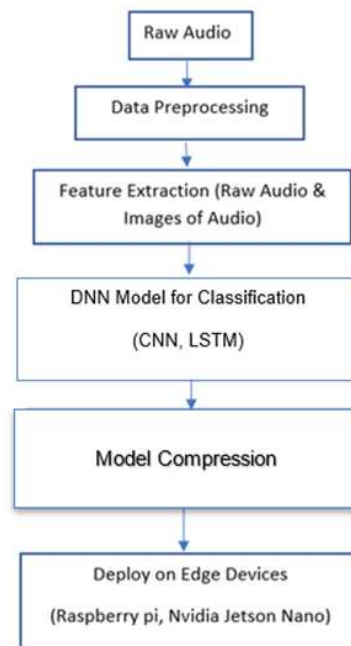 Raw Audio
Data Preprocessing
Feature Extraction (Raw Audio &
Images of Audio)
DNN Model for Classification
(CNN, LSTM)
Model Compression
Deploy on Edge Devices
(Raspberry pi, Nvidia Jetson Nano)